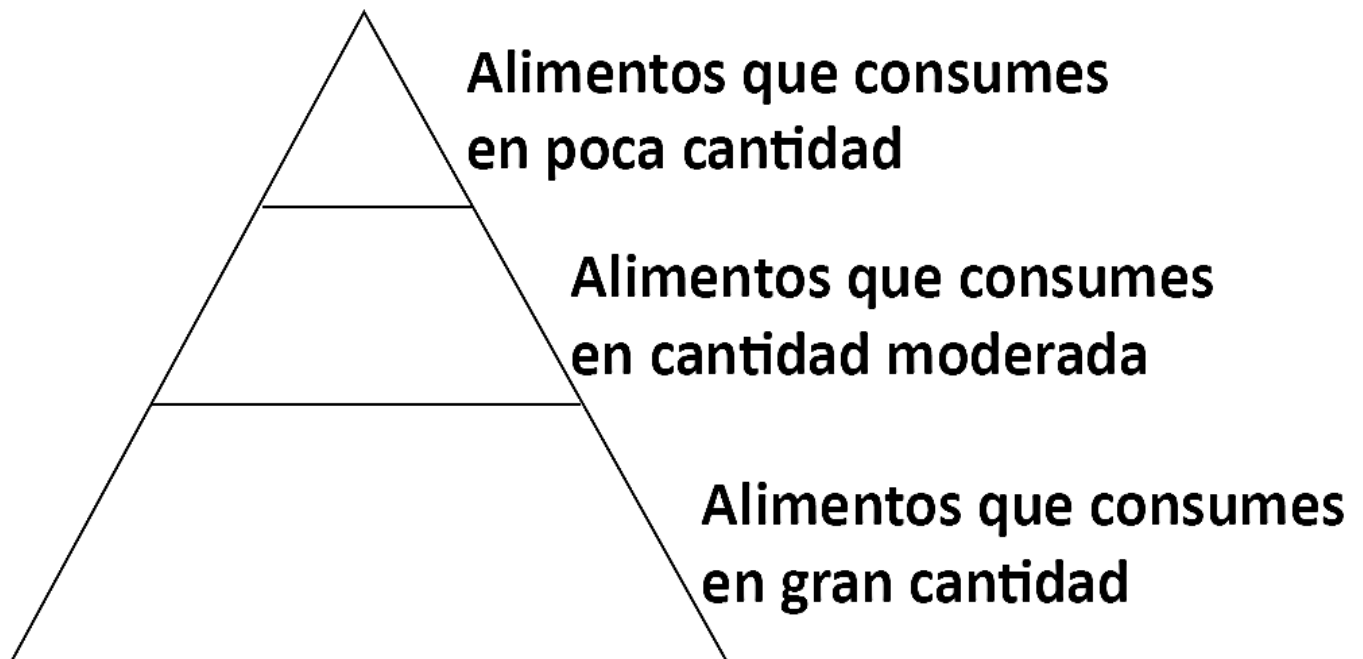 Alimentos que consumes
en poca cantidad
Alimentos que consumes
en cantidad moderada
Alimentos que consumes
en gran cantidad